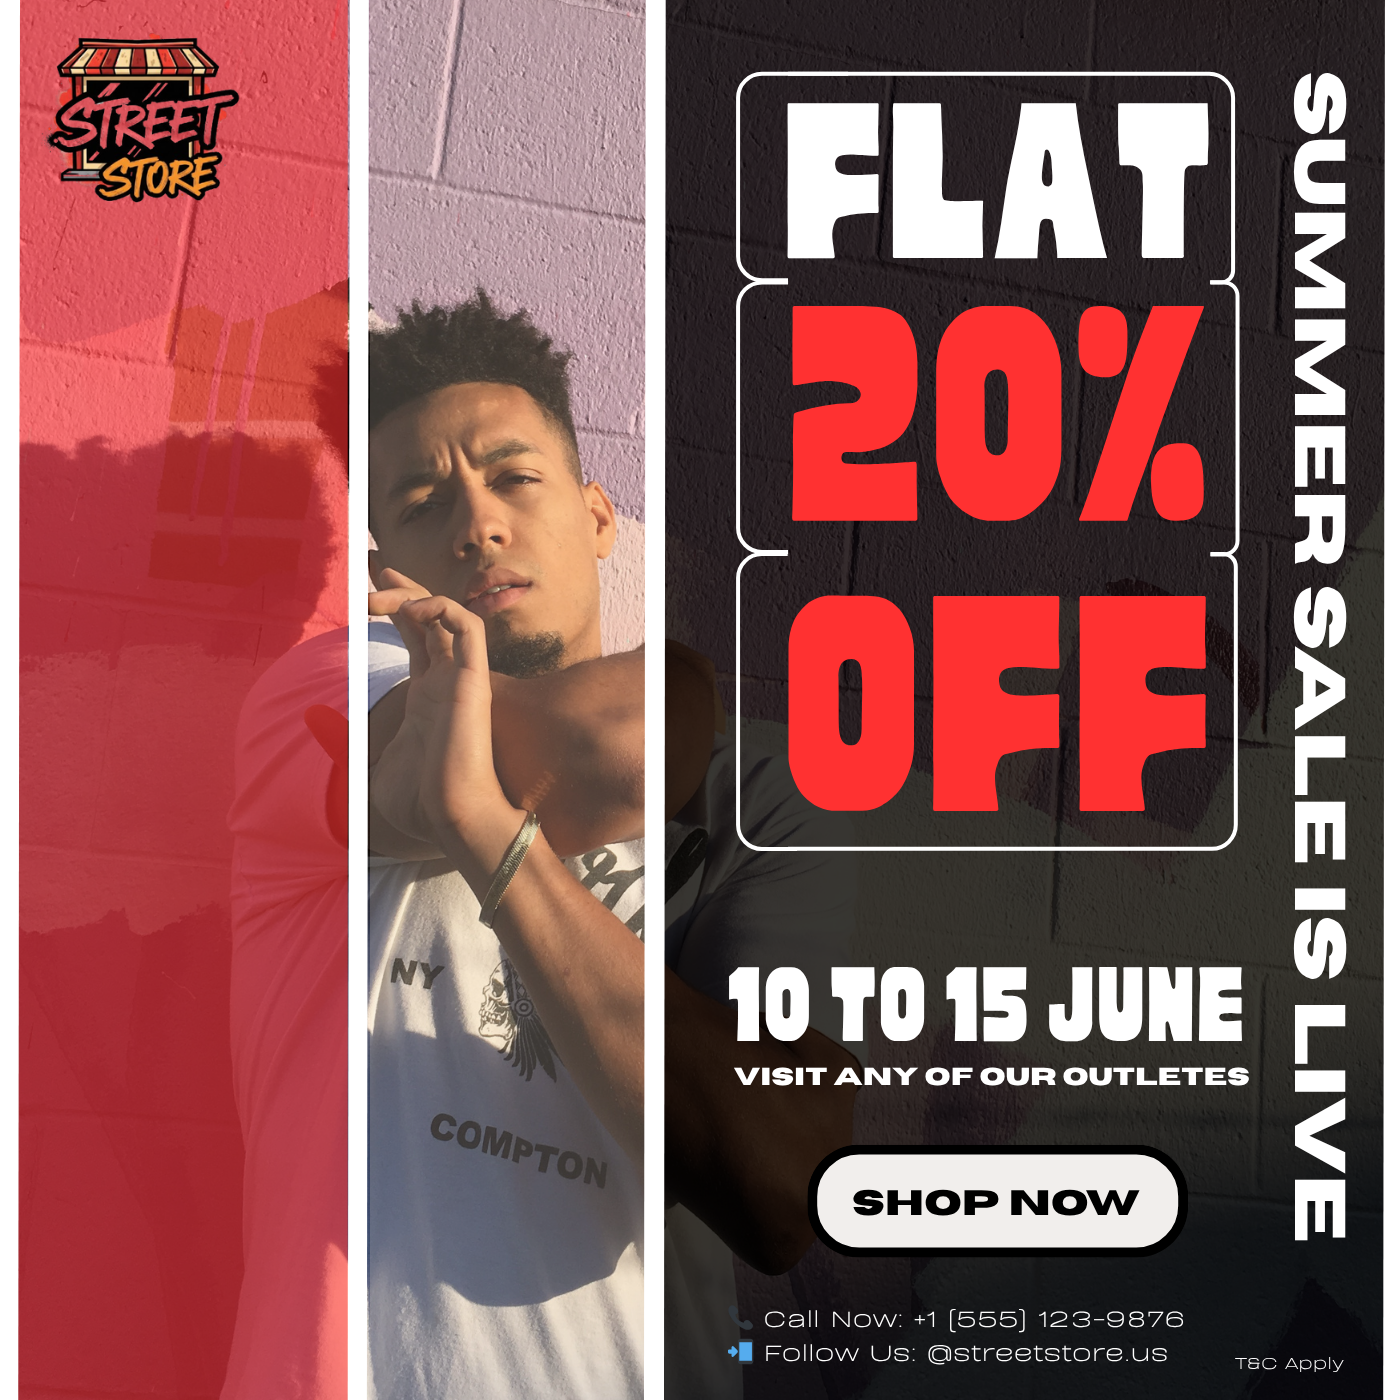 STREET
STORE
FLAT
20%
OFF
SUMMER SALE IS LIVE
NY
COMPTON
10 TO 15 JUNE
VISIT ANY OF OUR OUTLETES
SHOP NOW
Call Now: +1 (555) 123-9876
Follow Us: @streetstore.us
T&C Apply